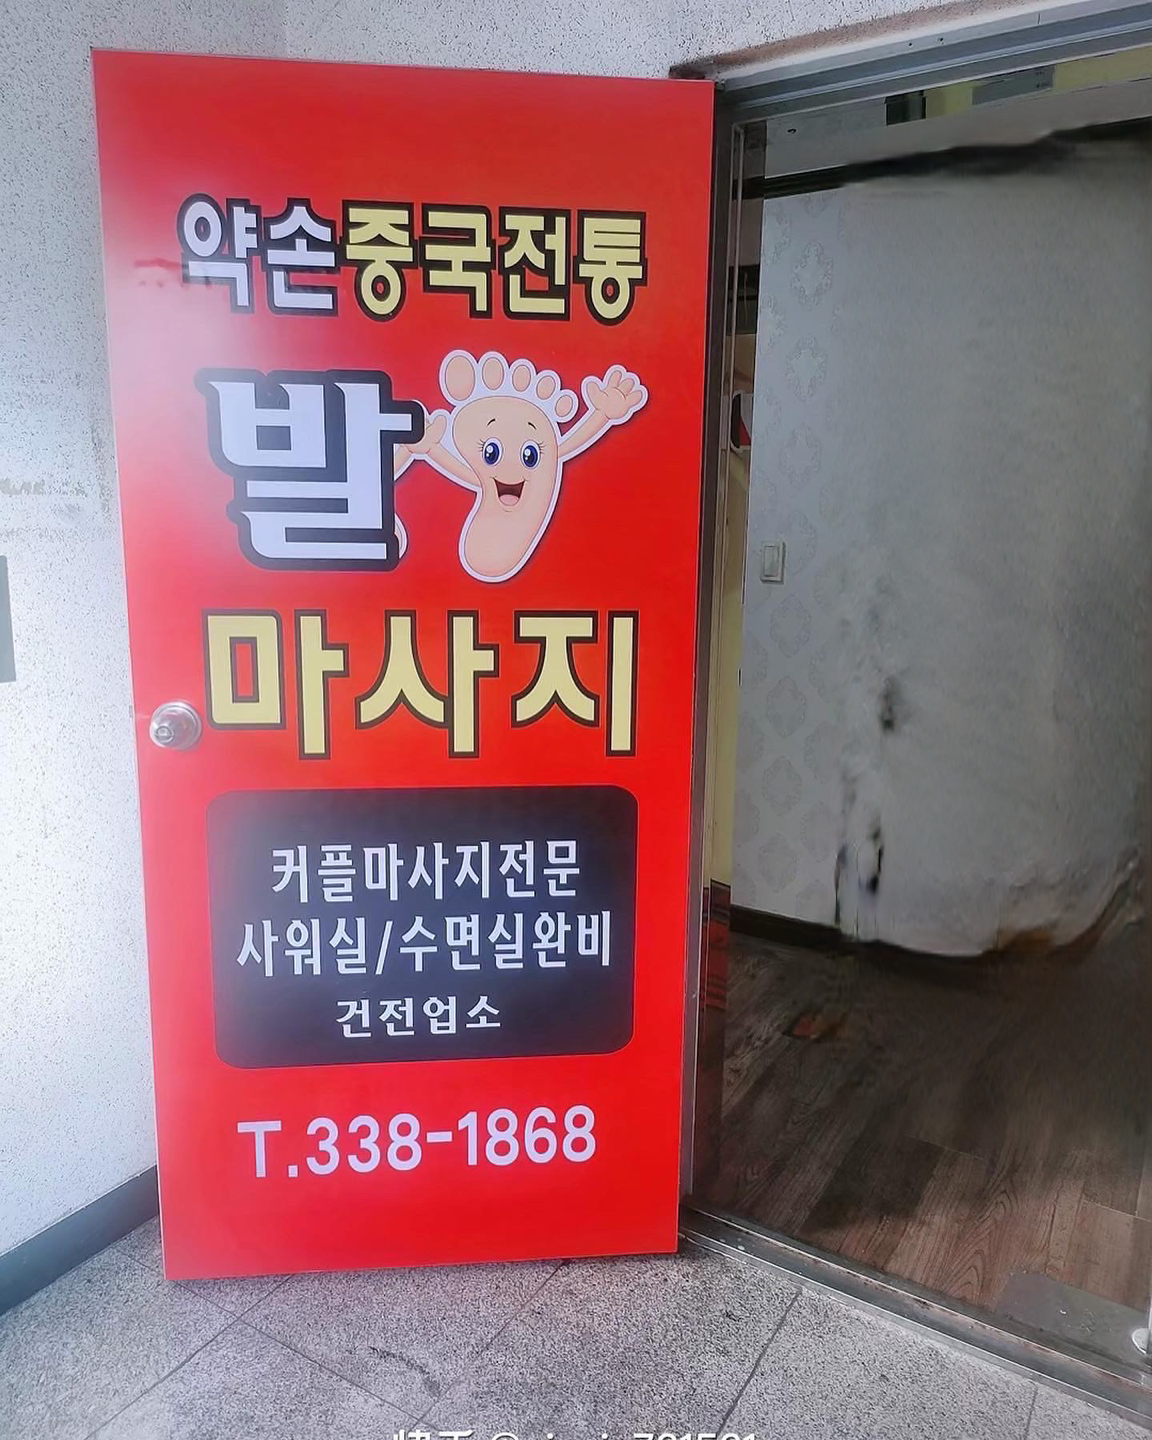 약손중국전통
발
마사지
커플마사지전문
샤워실/수면실완비
건전업소
T.338-1868